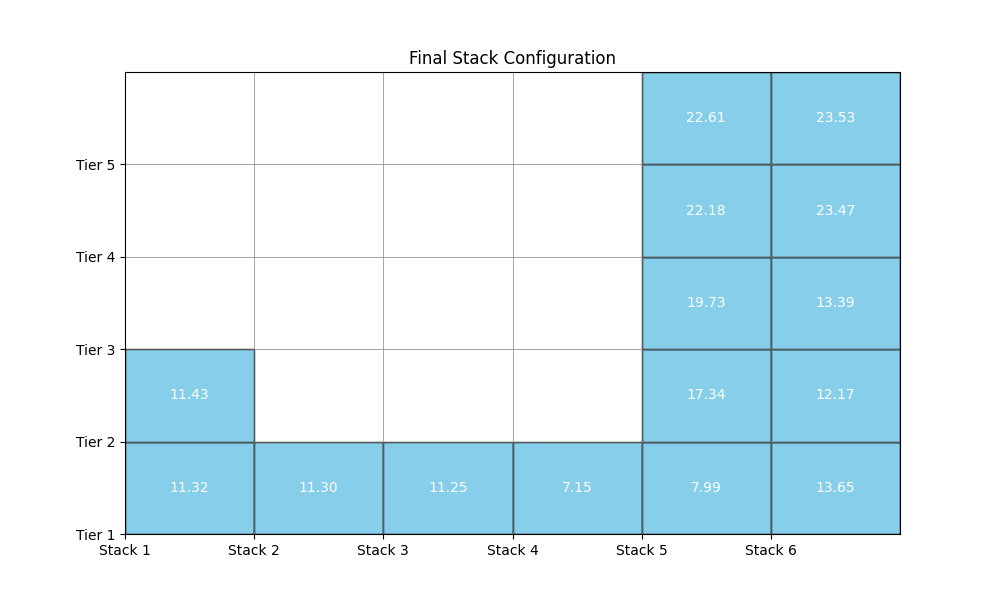 Final Stack Configuration
22.61 23.53
Tier 5
22.18 23.47
Tier 4
19.73 13.39
Tier 3
11.43 17.34 12.17
Tier 2
11.32 11.30 11.25 7.15 7.99 13.65
Tier 1
Stack 1 Stack 2 Stack 3 Stack 4 Stack 5 Stack 6